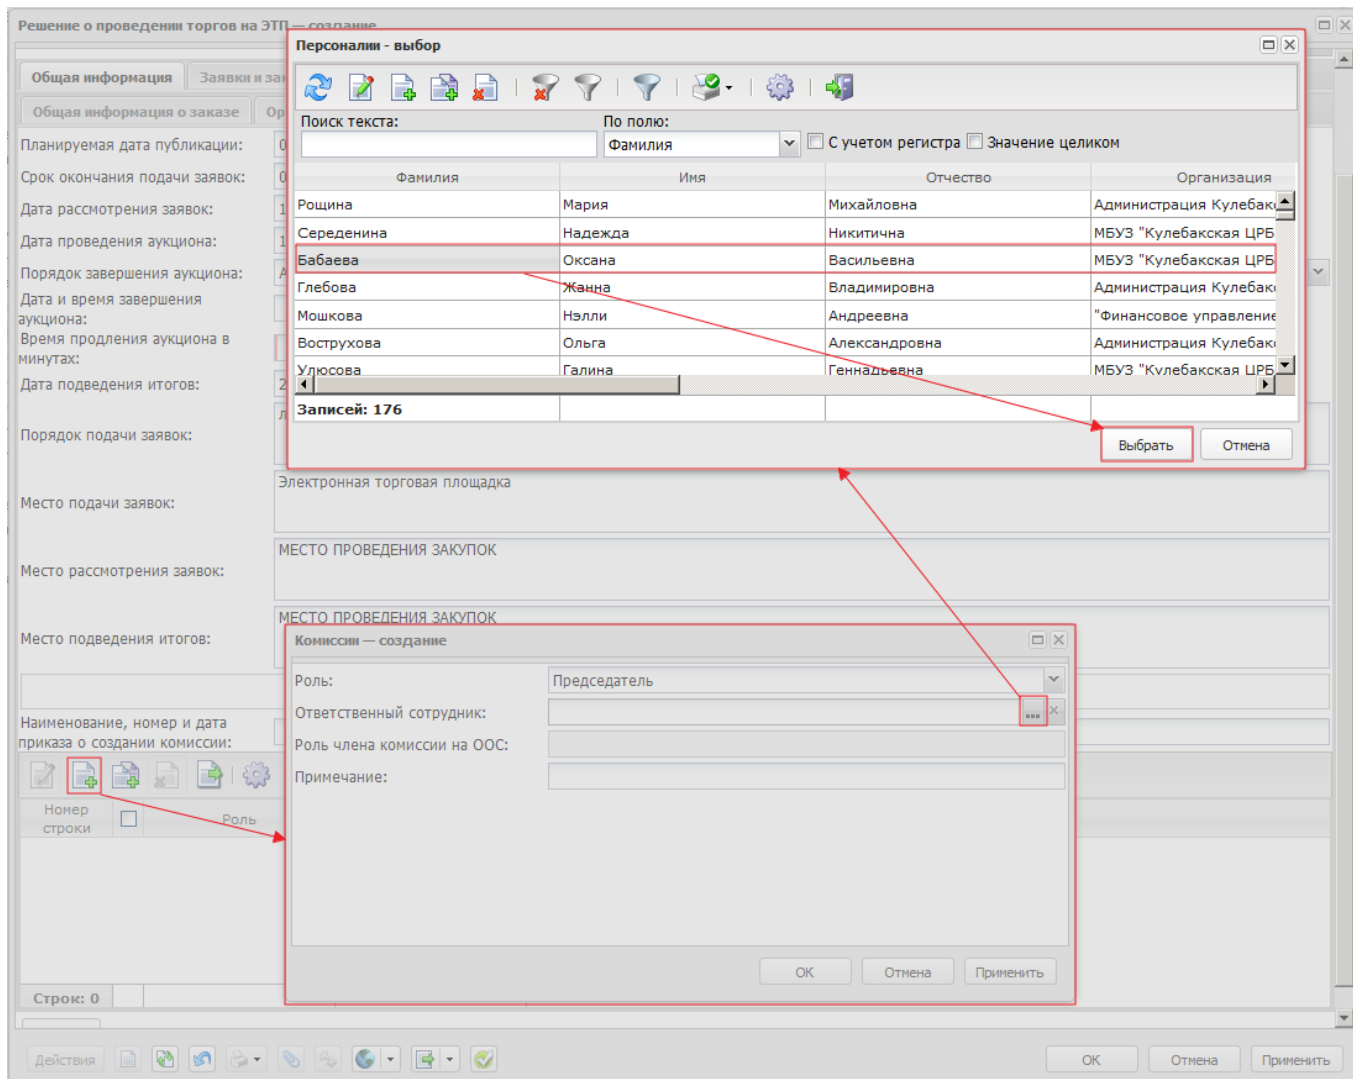 Решение о проведении торгов на ЭТП — создание
Персоналии - выбор
Общая информация
Заявки и за
Общая информация о заказе
Ор
Поиск текста:
По полю:
Фамилия
С учетом регистра
Значение целиком
Фамилия Имя Отчество Организация
Рощина Мария Михайловна Администрация Кулебак
Середенина Надежда Никитична МБУЗ "Кулебакская ЦРБ
Бабаева Оксана Васильевна МБУЗ "Кулебакская ЦРБ
Глебова Жанна Владимировна Администрация Кулебак
Мошкова Нэлли Андреевна "Финансовое управление
Вострухова Ольга Александровна Администрация Кулебак
Улюсова Галина Геннадьевна МБУЗ "Кулебакская ЦРБ
Записей: 176
Выбрать
Отмена
Планируемая дата публикации: 0
Срок окончания подачи заявок: 0
Дата рассмотрения заявок: 1
Дата проведения аукциона: 1
Порядок завершения аукциона: А
Дата и время завершения
аукциона:
Время продления аукциона в
минутах:
Дата подведения итогов: 2
Порядок подачи заявок:
Место подачи заявок:
Электронная торговая площадка
Место рассмотрения заявок:
МЕСТО ПРОВЕДЕНИЯ ЗАКУПОК
Место подведения итогов:
МЕСТО ПРОВЕДЕНИЯ ЗАКУПОК
Наименование, номер и дата
приказа о создании комиссии:
Номер
строки
Роль
Строк: 0
Комиссии — создание
Роль:
Председатель
Ответственный сотрудник:
...
Роль члена комиссии на ООС:
Примечание:
ОК
Отмена
Применить
Действия
ОК
Отмена
Применить